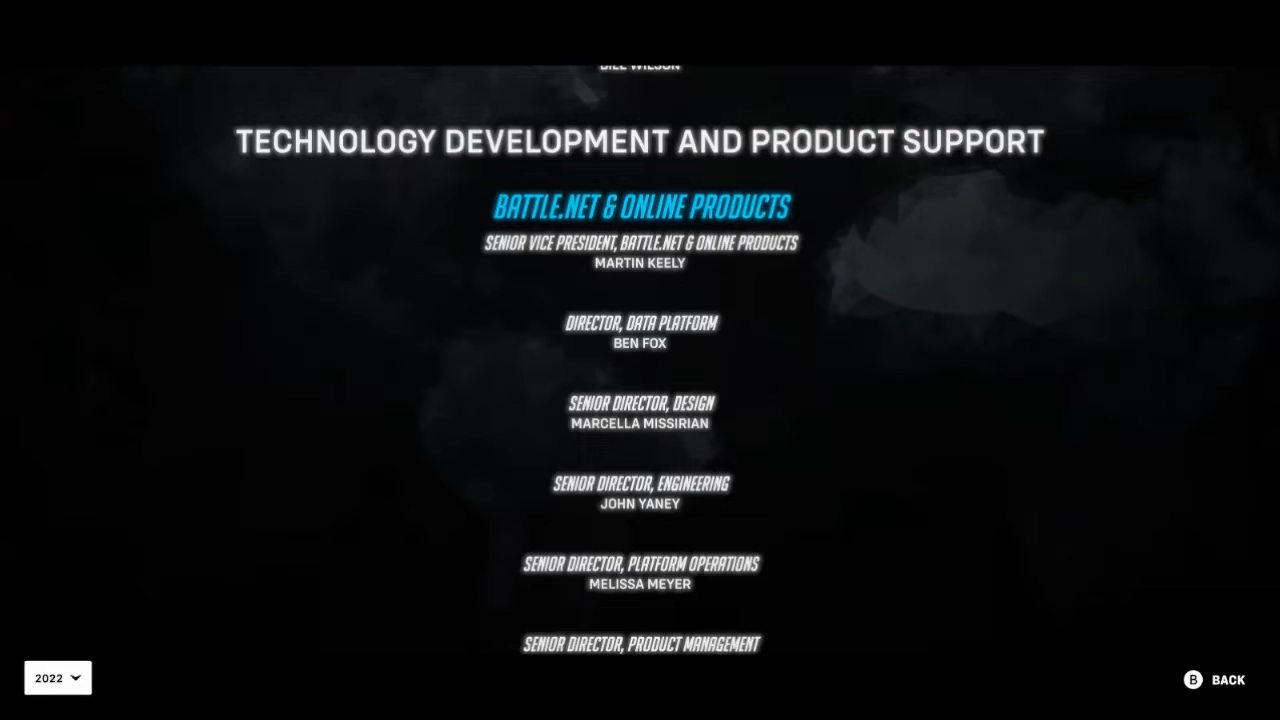 BILL WILSON
TECHNOLOGY DEVELOPMENT AND PRODUCT SUPPORT
BATTLE.NET & ONLINE PRODUCTS
SENIOR VICE PRESIDENT, BATTLE.NET & ONLINE PRODUCTS
MARTIN KEELY
DIRECTOR, DATA PLATFORM
BEN FOX
SENIOR DIRECTOR, DESIGN
MARCELLA MISSIRIAN
SENIOR DIRECTOR, ENGINEERING
JOHN YANEY
SENIOR DIRECTOR, PLATFORM OPERATIONS
MELISSA MEYER
SENIOR DIRECTOR, PRODUCT MANAGEMENT
2022
B BACK